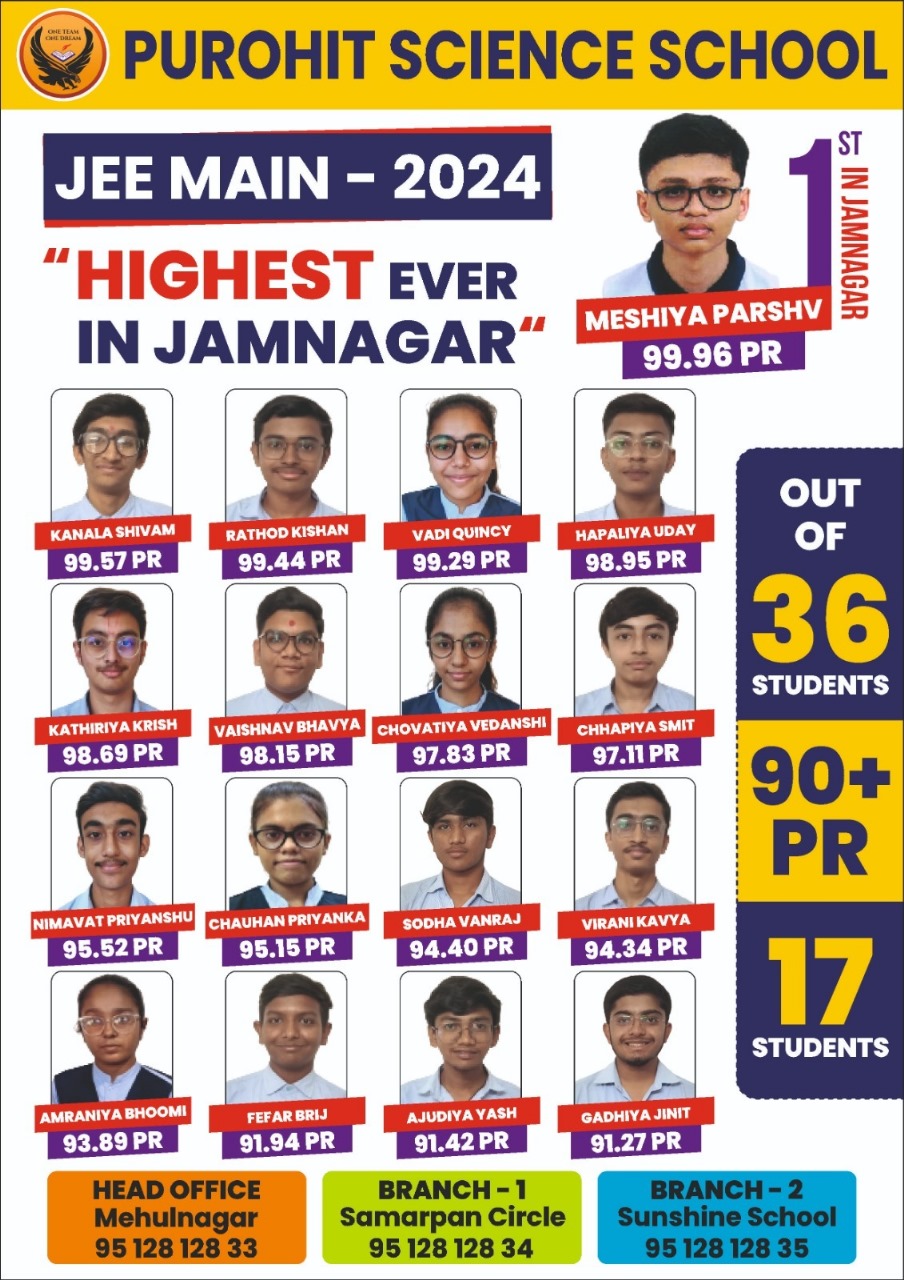 ONE TEAM
ONE DREAM
PUROHIT SCIENCE SCHOOL
JEE MAIN - 2024
“HIGHEST EVER
IN JAMNAGAR“
1ST
IN JAMNAGAR
MESHIYA PARSHV
99.96 PR
KANALA SHIVAM
99.57 PR
RATHOD KISHAN
99.44 PR
VADI QUINCY
99.29 PR
HAPALIYA UDAY
98.95 PR
KATHIRIYA KRISH
98.69 PR
VAISHNAV BHAVYA
98.15 PR
CHOVATIYA VEDANSHI
97.83 PR
CHHAPIYA SMIT
97.11 PR
NIMAVAT PRIYANSHU
95.52 PR
CHAUHAN PRIYANKA
95.15 PR
SODHA VANRAJ
94.40 PR
VIRANI KAVYA
94.34 PR
AMRANIYA BHOOMI
93.89 PR
FEFAR BRIJ
91.94 PR
AJUDIYA YASH
91.42 PR
GADHIYA JINIT
91.27 PR
OUT
OF
36
STUDENTS
90+
PR
17
STUDENTS
HEAD OFFICE
Mehulnagar
95 128 128 33
BRANCH - 1
Samarpan Circle
95 128 128 34
BRANCH - 2
Sunshine School
95 128 128 35